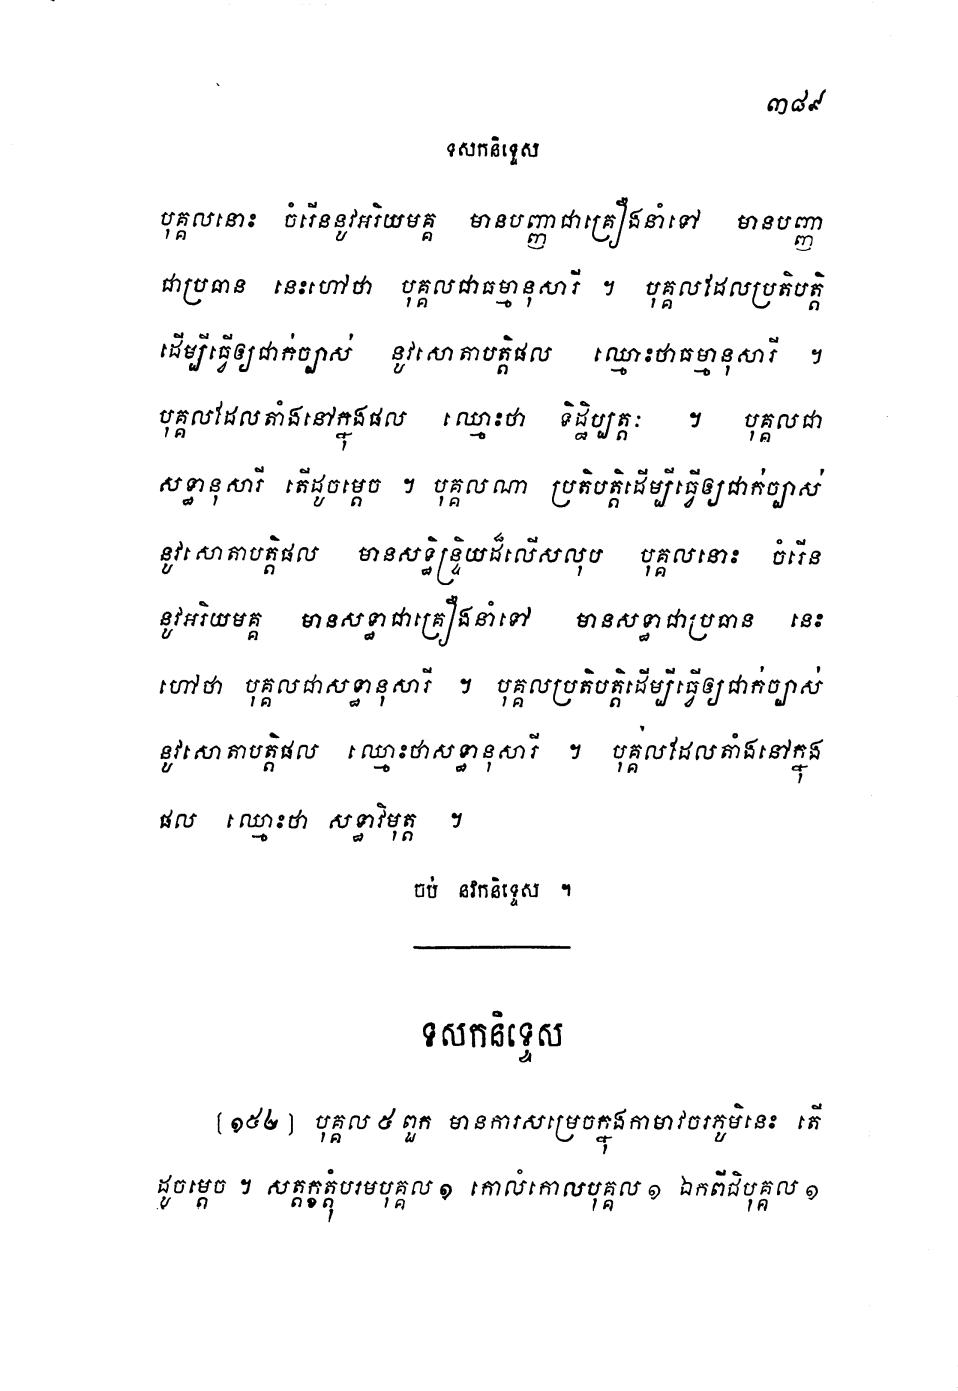 ៣៨៩
ទសកនិទ្ទេស
បុគ្គលនោះ ចំរើននូវអរិយមគ្គ មានបញ្ញាជាគ្រឿងនាំទៅ មានបញ្ញា
ជាប្រធាន នេះហៅថា បុគ្គលជាធម្មានុសារី ។ បុគ្គលដែលប្រតិបត្តិ
ដើម្បីធ្វើឲ្យជាក់ច្បាស់ នូវសោតាបត្តិផល ឈ្មោះថាធម្មានុសារី ។
បុគ្គលដែលតាំងនៅក្នុងផល ឈ្មោះថា ទិដ្ឋិប្បត្តៈ ។ បុគ្គលជា
សទ្ធានុសារី តើដូចម្តេច ។ បុគ្គលណា ប្រតិបត្តិដើម្បីធ្វើឲ្យជាក់ច្បាស់
នូវសោតាបត្តិផល មានសទ្ធិន្ទ្រិយដ៏លើសលុប បុគ្គលនោះ ចំរើន
នូវអរិយមគ្គ មានសទ្ធាជាគ្រឿងនាំទៅ មានសទ្ធាជាប្រធាន នេះ
ហៅថា បុគ្គលជាសទ្ធានុសារី ។ បុគ្គលប្រតិបត្តិដើម្បីធ្វើឲ្យជាក់ច្បាស់
នូវសោតាបត្តិផល ឈ្មោះថាសទ្ធានុសារី ។ បុគ្គលដែលតាំងនៅក្នុង
ផល ឈ្មោះថា សទ្ធាវិមុត្ត ។
ចប់ នវកនិទ្ទេស ។
ទសកនិទ្ទេស
[១៥២] បុគ្គល ៥ ពួក មានការសម្រេចក្នុងកាមាវចរភូមិនេះ តើ
ដូចម្តេច ។ សត្តក្ខត្តុំបរមបុគ្គល ១ កោលំកោលបុគ្គល ១ ឯកពីជិបុគ្គល ១